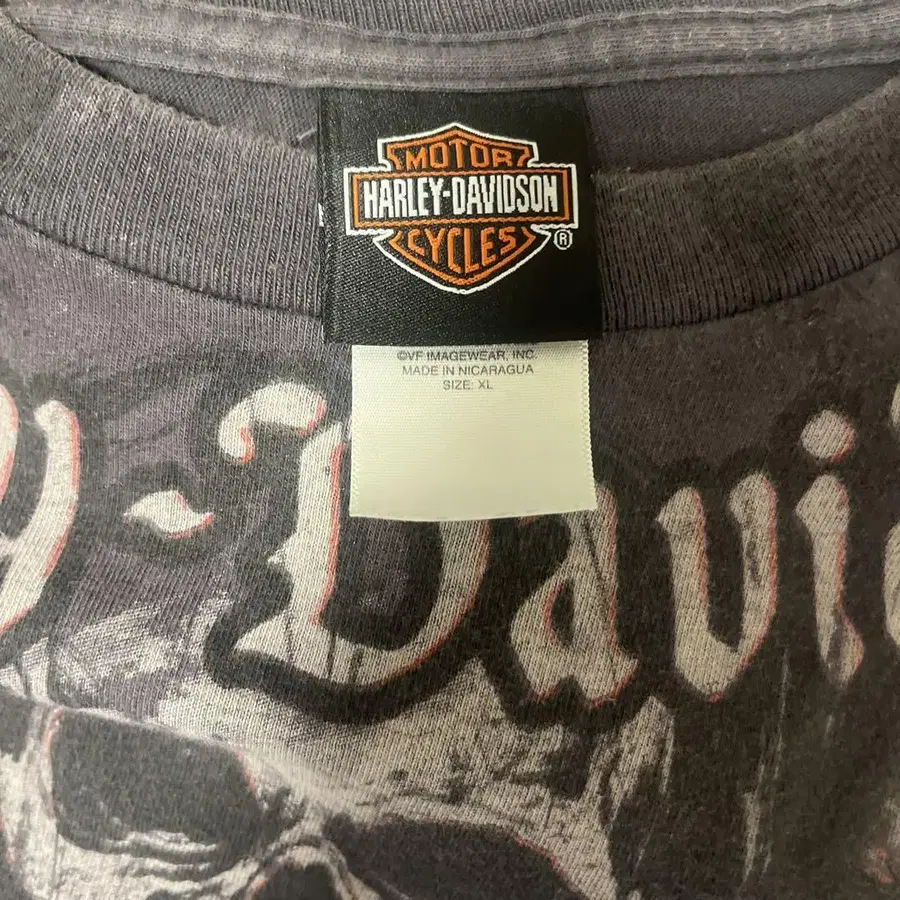 MOTOR
HARLEY-DAVIDSON
CYCLES ®
©VF IMAGEWEAR, INC.
MADE IN NICARAGUA
SIZE: XL
y-Davi